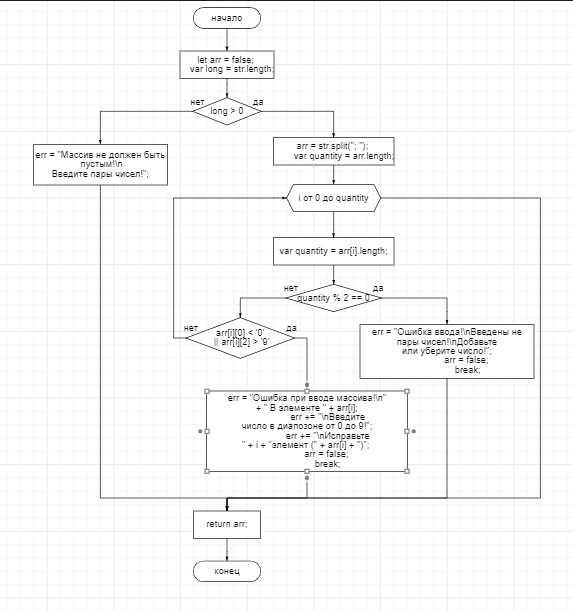 начало
let arr = false;
var long = str.length;
long > 0
нет
да
err = "Массив не должен быть
пустым!\n
Введите пары чисел!";
arr = str.split("; ");
var quantity = arr.length;
i от 0 до quantity
var quantity = arr[i].length;
quantity % 2 == 0
нет
да
arr[i][0] < '0'
|| arr[i][2] > '9'
нет
да
err = "Ошибка ввода!\nВведены не
пары чисел!\nДобавьте
или уберите число!";
arr = false;
break;
err = "Ошибка при вводе массива!\n"
+ " В элементе " + arr[i];
err += "\nВведите
число в диапозоне от 0 до 9!";
err += "\nИсправьте
" + i + "элемент (" + arr[i] + ")";
arr = false;
break;
return arr;
конец